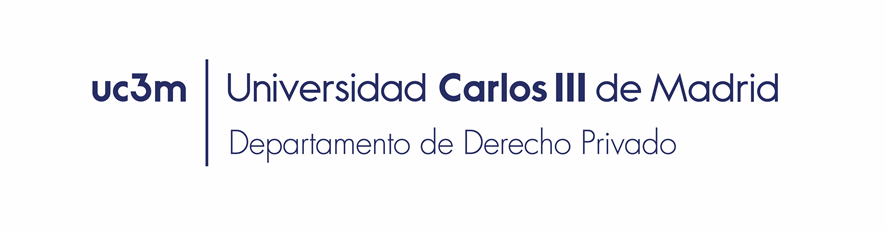 uc3m Universidad Carlos III de Madrid
Departamento de Derecho Privado